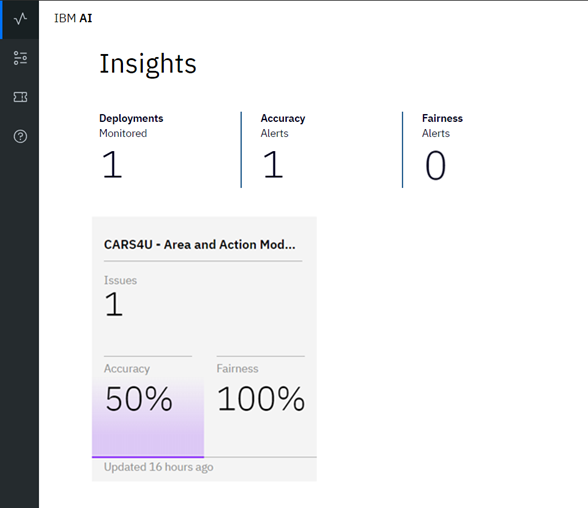 IBM AI
Insights
Deployments
Monitored
1
Accuracy
Alerts
1
Fairness
Alerts
0
CARS4U - Area and Action Mod...
Issues
1
Accuracy
50%
Fairness
100%
Updated 16 hours ago